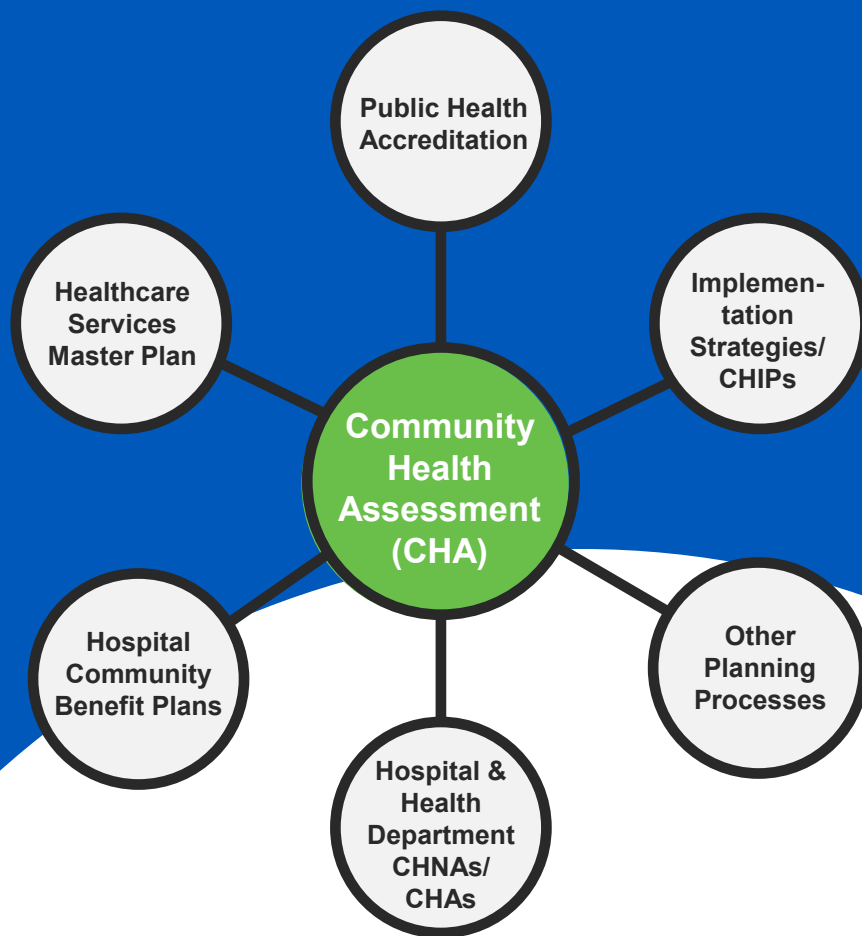 Public Health
Accreditation
Healthcare
Services
Master Plan
Implemen-
tation
Strategies/
CHIPs
Community
Health
Assessment
(CHA)
Hospital
Community
Benefit Plans
Other
Planning
Processes
Hospital &
Health
Department
CHNAs/
CHAs